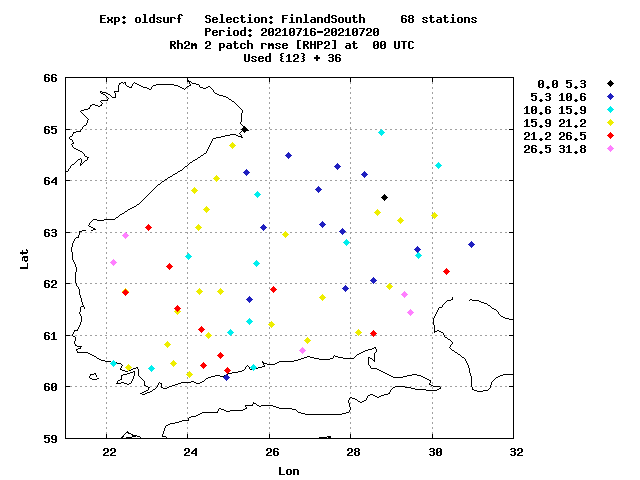 Exp: oldsurf   Selection: FinlandSouth     68 stations
Period: 20210716-20210720
Rh2m 2 patch rmse [RHP2] at  00 UTC
Used {12} + 36
0.0 5.3
5.3 10.6
10.6 15.9
15.9 21.2
21.2 26.5
26.5 31.8
66
65
64
63
62
61
60
59
Lat
22 24 26 28 30 32
Lon